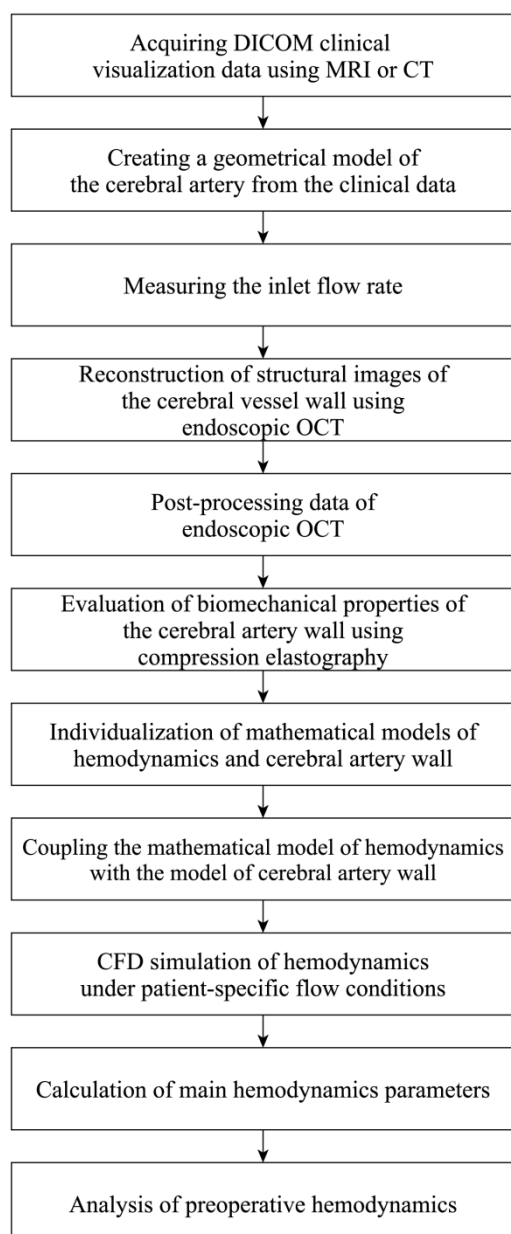 Acquiring DICOM clinical
visualization data using MRI or CT
Creating a geometrical model of
the cerebral artery from the clinical data
Measuring the inlet flow rate
Reconstruction of structural images of
the cerebral vessel wall using
endoscopic OCT
Post-processing data of
endoscopic OCT
Evaluation of biomechanical properties of
the cerebral artery wall using
compression elastography
Individualization of mathematical models of
hemodynamics and cerebral artery wall
Coupling the mathematical model of hemodynamics
with the model of cerebral artery wall
CFD simulation of hemodynamics
under patient-specific flow conditions
Calculation of main hemodynamics parameters
Analysis of preoperative hemodynamics